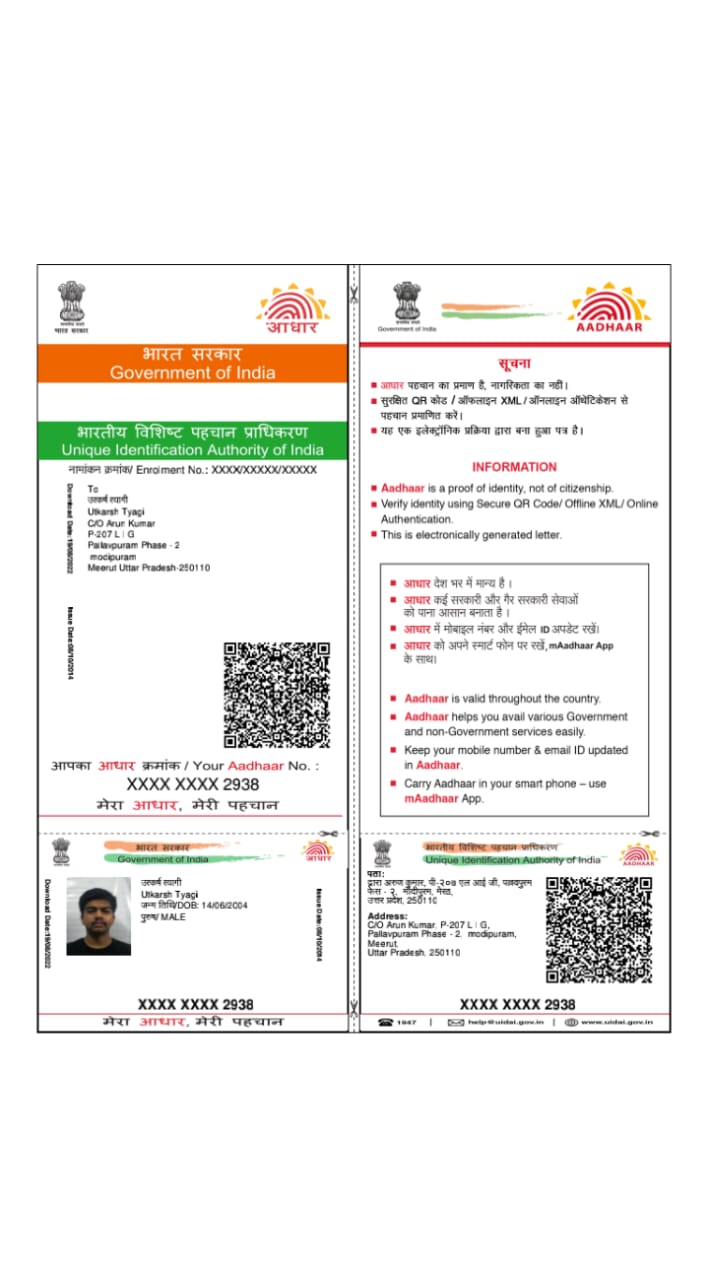 भारत सरकार
आधार
भारत सरकार
Government of India
भारतीय विशिष्ट पहचान प्राधिकरण
Unique Identification Authority of India
नामांकन क्रमांक/ Enrolment No.: XXXX/XXXXX/XXXXX
To
उत्कर्ष त्यागी
Utkarsh Tyagi
C/O Arun Kumar
P-207 L I G
Pallavpuram Phase - 2
modipuram
Meerut Uttar Pradesh-250110
Download Date: 19/08/2022
Issue Date: 08/10/2014
आपका आधार क्रमांक / Your Aadhaar No. :
XXXX XXXX 2938
मेरा आधार, मेरी पहचान
Government of India
AADHAAR
सूचना
आधार पहचान का प्रमाण है, नागरिकता का नहीं।
सुरक्षित QR कोड / ऑफलाइन XML / ऑनलाइन ऑथेंटिकेशन से
पहचान प्रमाणित करें।
यह एक इलेक्ट्रॉनिक प्रक्रिया द्वारा बना हुआ पत्र है।
INFORMATION
Aadhaar is a proof of identity, not of citizenship.
Verify identity using Secure QR Code/ Offline XML/ Online
Authentication.
This is electronically generated letter.
आधार देश भर में मान्य है ।
आधार कई सरकारी और गैर सरकारी सेवाओं
को पाना आसान बनाता है ।
आधार में मोबाइल नंबर और ईमेल ID अपडेट रखें।
आधार को अपने स्मार्ट फोन पर रखें, mAadhaar App
के साथ।
Aadhaar is valid throughout the country.
Aadhaar helps you avail various Government
and non-Government services easily.
Keep your mobile number & email ID updated
in Aadhaar.
Carry Aadhaar in your smart phone – use
mAadhaar App.
भारत सरकार
Government of India
आधार
Download Date: 19/08/2022
उत्कर्ष त्यागी
Utkarsh Tyagi
जन्म तिथि/DOB: 14/06/2004
पुरुष/ MALE
Issue Date: 08/10/2014
XXXX XXXX 2938
मेरा आधार, मेरी पहचान
भारतीय विशिष्ट पहचान प्राधिकरण
Unique Identification Authority of India
AADHAAR
पता:
द्वारा अरुण कुमार, पी-२०७ एल आई जी, पल्लवपुरम
फेस - २, मोदीपुरम, मेरठ,
उत्तर प्रदेश, 250110
Address:
C/O Arun Kumar, P-207 L I G,
Pallavpuram Phase - 2, modipuram,
Meerut,
Uttar Pradesh, 250110
XXXX XXXX 2938
1947 | help@uidai.gov.in | www.uidai.gov.in